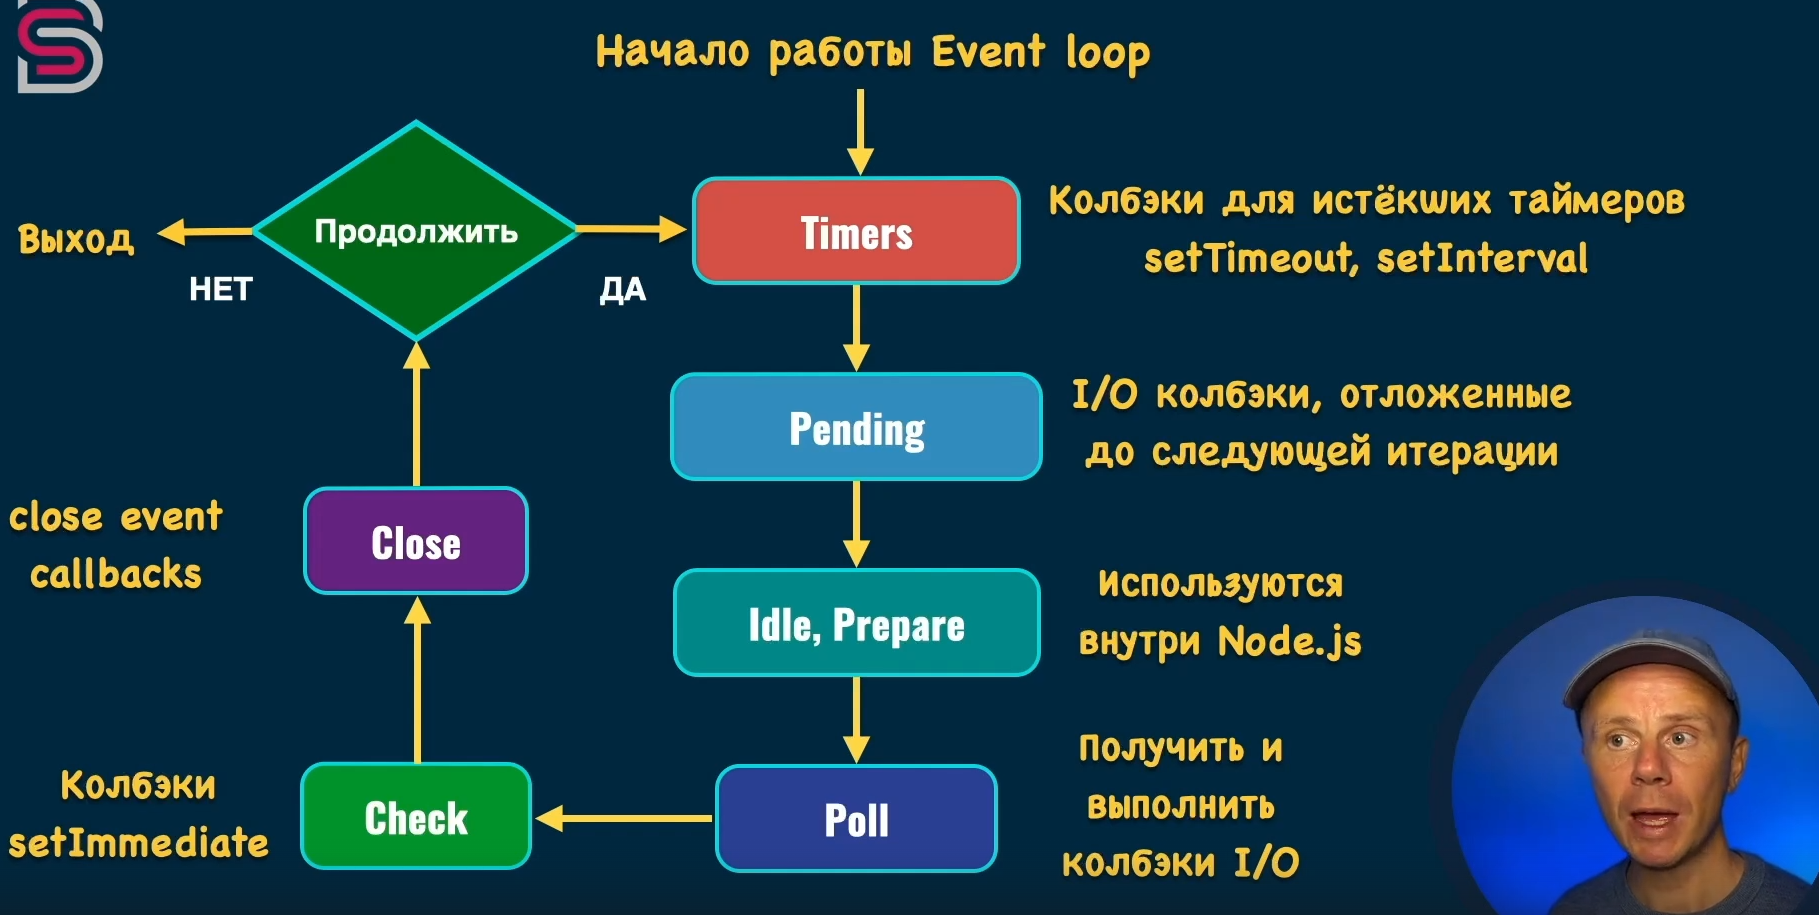 Начало работы Event loop
Продолжить
Выход
НЕТ
ДА
Timers
Колбэки для истёкших таймеров
setTimeout, setInterval
Pending
I/O колбэки, отложенные
до следующей итерации
close event
callbacks
Close
Idle, Prepare
Используются
внутри Node.js
Колбэки
setImmediate
Check
Poll
Получить и
выполнить
колбэки I/O